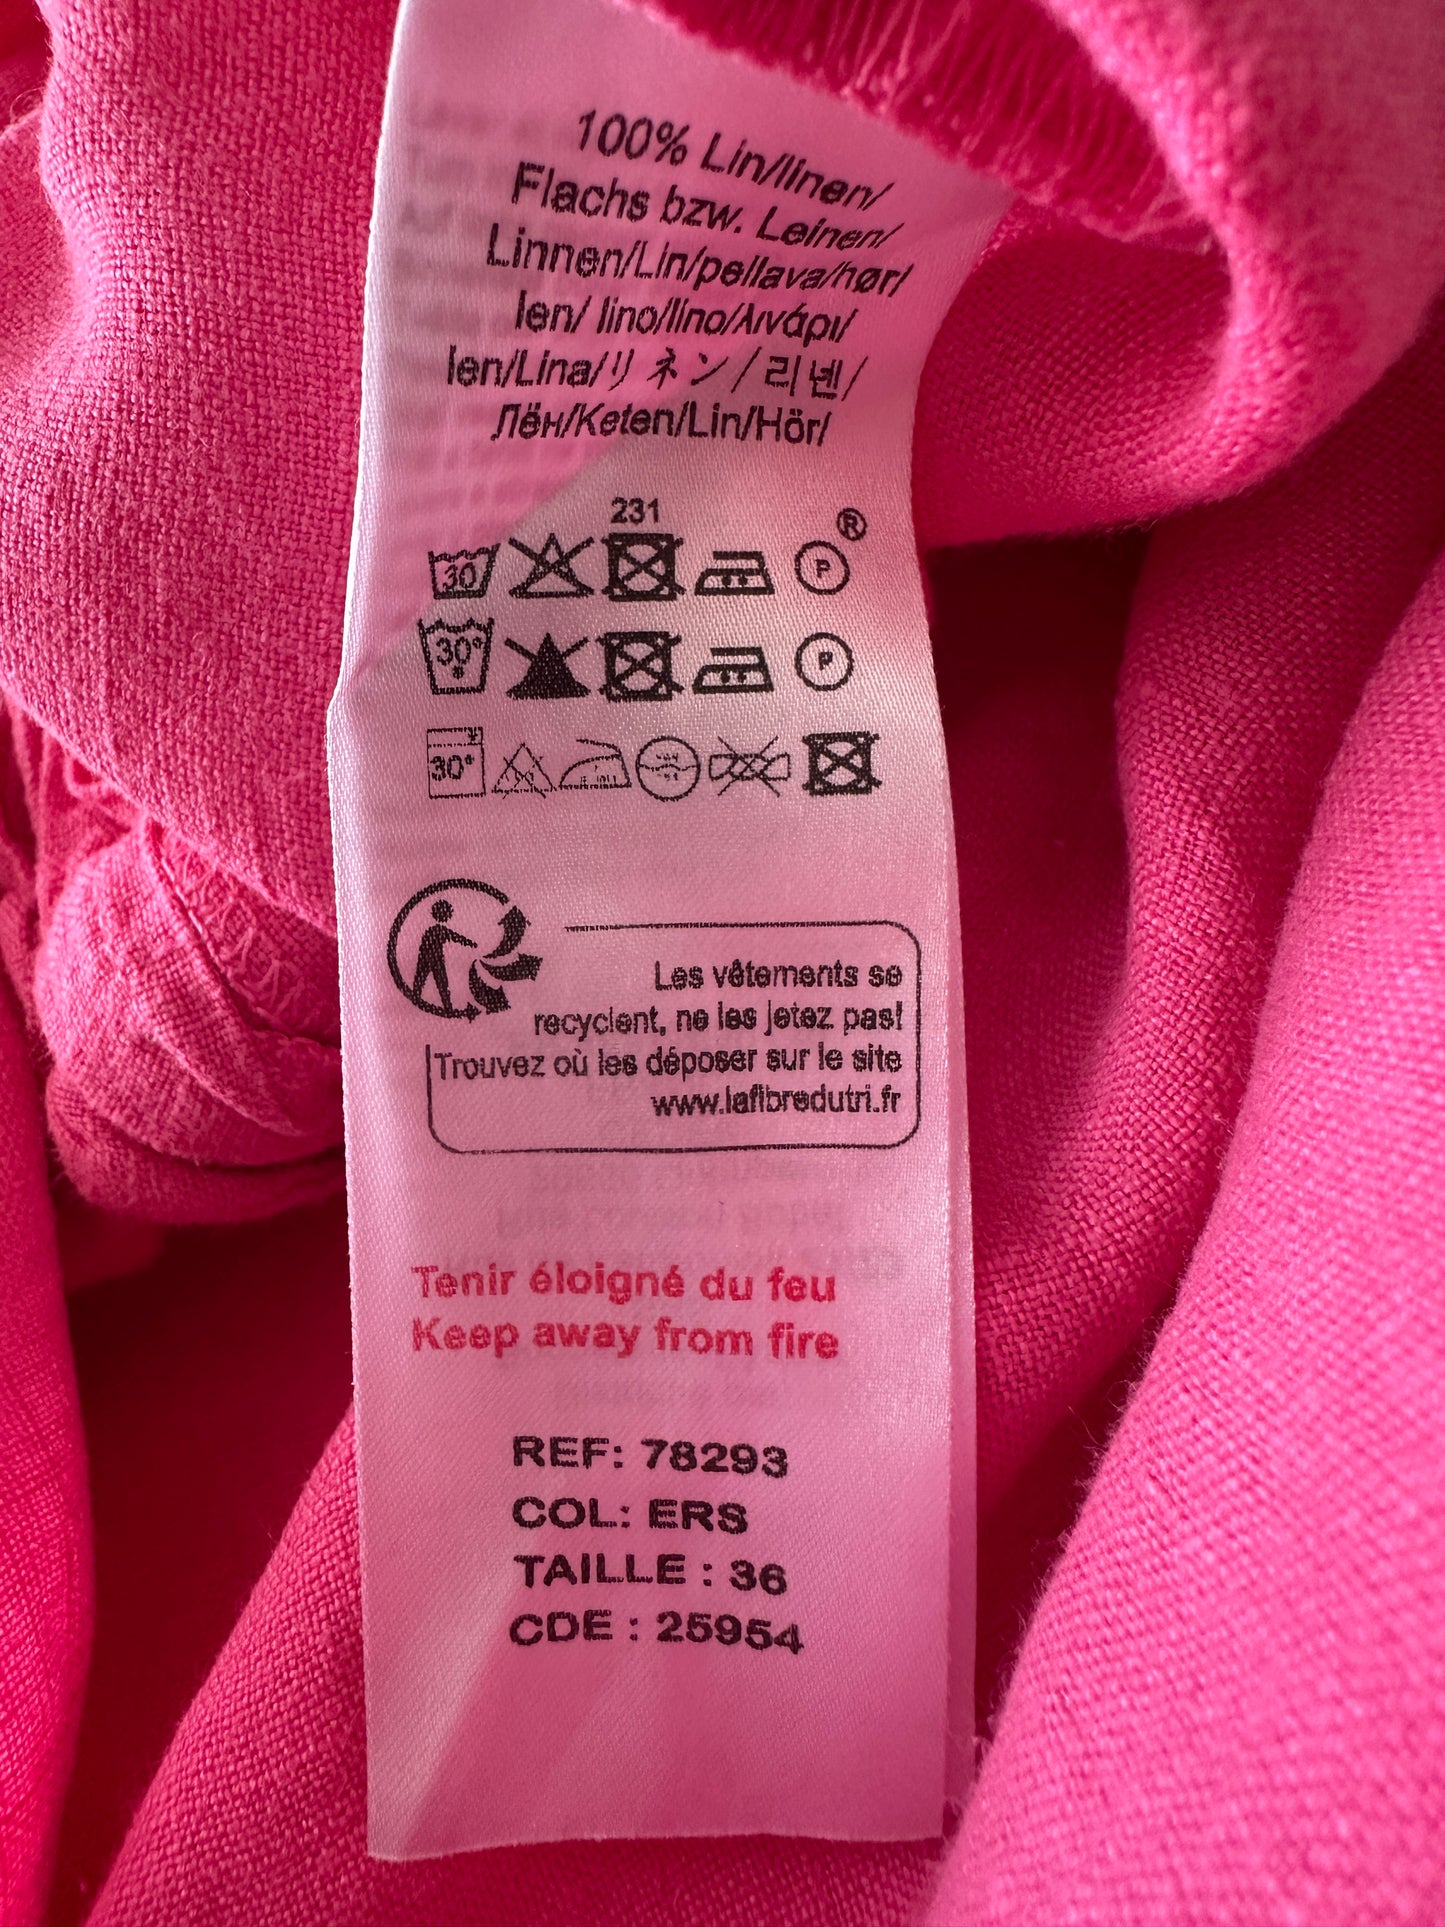 100% Lin/linen/
Flachs bzw. Leinen/
Linnen/Lin/pellava/hør/
len/ lino/lino/λινάρι/
len/Lina/リネン/리넨/
Лён/Keten/Lin/Hör/
231
30 P ®
30° P
30°
Les vêtements se
recyclent, ne les jetez pas!
Trouvez où les déposer sur le site
www.lafibredutri.fr
Tenir éloigné du feu
Keep away from fire
REF: 78293
COL: ERS
TAILLE : 36
CDE : 25954